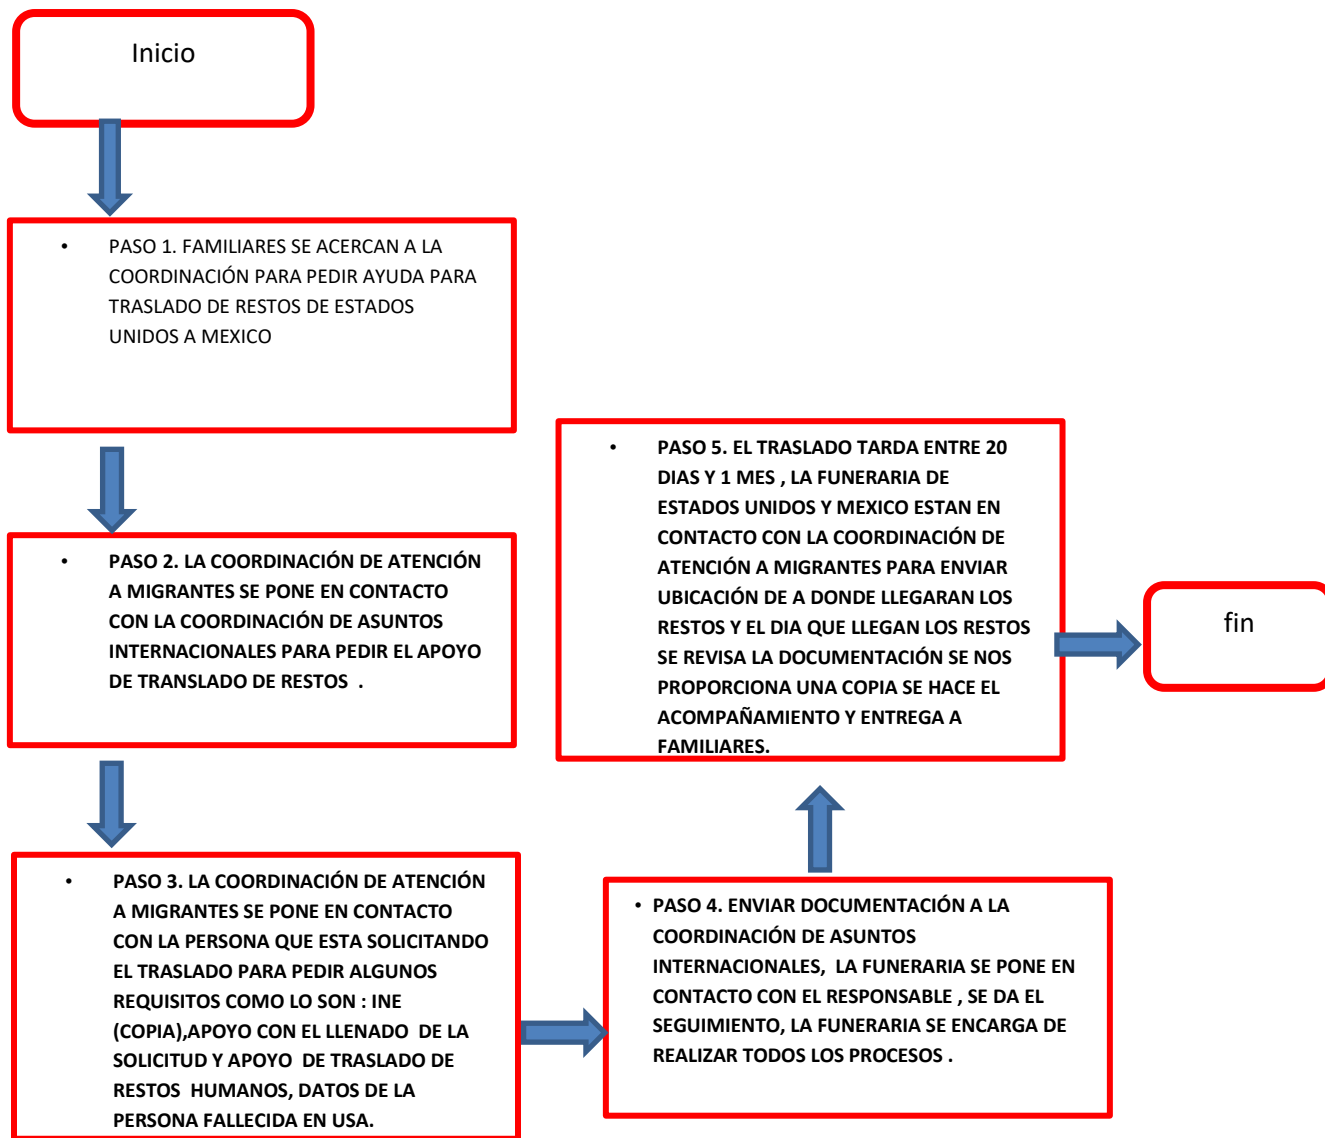 Inicio
• PASO 1. FAMILIARES SE ACERCAN A LA
COORDINACIÓN PARA PEDIR AYUDA PARA
TRASLADO DE RESTOS DE ESTADOS
UNIDOS A MEXICO
• PASO 2. LA COORDINACIÓN DE ATENCIÓN
A MIGRANTES SE PONE EN CONTACTO
CON LA COORDINACIÓN DE ASUNTOS
INTERNACIONALES PARA PEDIR EL APOYO
DE TRANSLADO DE RESTOS .
• PASO 3. LA COORDINACIÓN DE ATENCIÓN
A MIGRANTES SE PONE EN CONTACTO
CON LA PERSONA QUE ESTA SOLICITANDO
EL TRASLADO PARA PEDIR ALGUNOS
REQUISITOS COMO LO SON : INE
(COPIA),APOYO CON EL LLENADO DE LA
SOLICITUD Y APOYO DE TRASLADO DE
RESTOS HUMANOS, DATOS DE LA
PERSONA FALLECIDA EN USA.
• PASO 4. ENVIAR DOCUMENTACIÓN A LA
COORDINACIÓN DE ASUNTOS
INTERNACIONALES, LA FUNERARIA SE PONE EN
CONTACTO CON EL RESPONSABLE , SE DA EL
SEGUIMIENTO, LA FUNERARIA SE ENCARGA DE
REALIZAR TODOS LOS PROCESOS .
• PASO 5. EL TRASLADO TARDA ENTRE 20
DIAS Y 1 MES , LA FUNERARIA DE
ESTADOS UNIDOS Y MEXICO ESTAN EN
CONTACTO CON LA COORDINACIÓN DE
ATENCIÓN A MIGRANTES PARA ENVIAR
UBICACIÓN DE A DONDE LLEGARAN LOS
RESTOS Y EL DIA QUE LLEGAN LOS RESTOS
SE REVISA LA DOCUMENTACIÓN SE NOS
PROPORCIONA UNA COPIA SE HACE EL
ACOMPAÑAMIENTO Y ENTREGA A
FAMILIARES.
fin